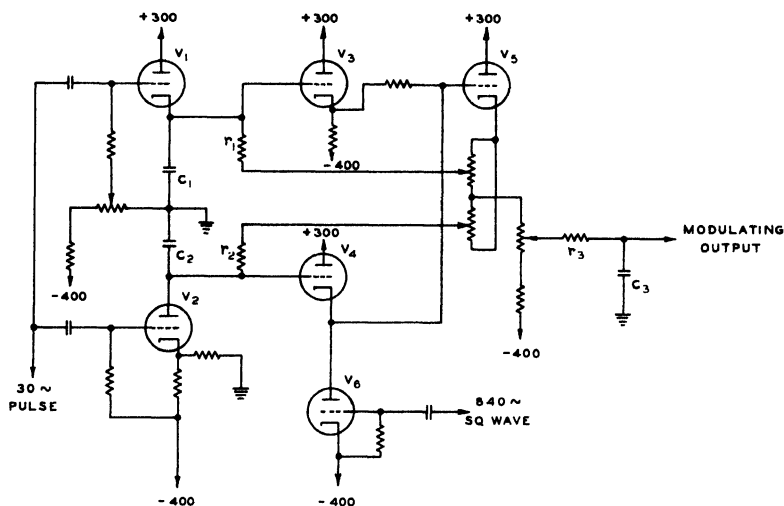 +300
+300
+300
V1
V3
V5
r1
-400
C1
+300
C2
r2
V4
MODULATING
OUTPUT
r3
C3
-400
V2
-400
V6
30 ~
PULSE
640 ~
SQ WAVE
-400
-400